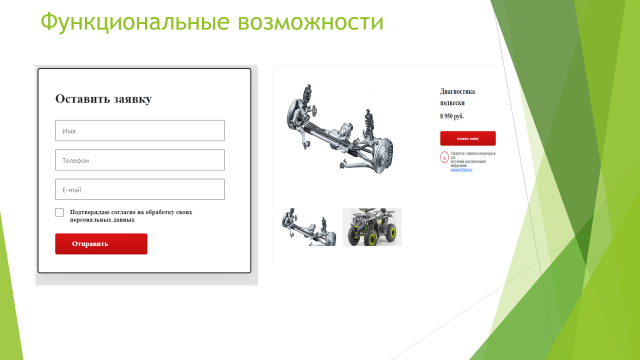 Функциональные возможности
Оставить заявку
Имя
Телефон
E-mail
Подтверждаю согласие на обработку своих
персональных данных
Отправить
Диагностика
подвески
8 950 руб.